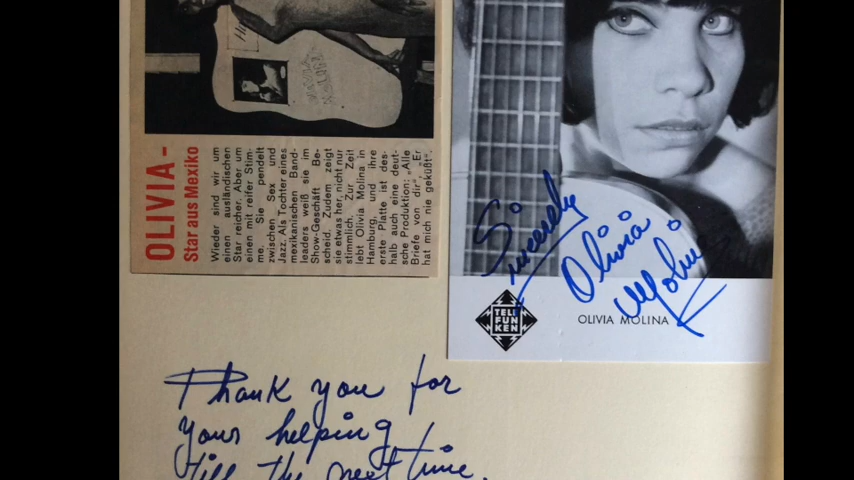 OLIVIA-
Star aus Mexiko
Wieder sind wir um
einen ausländischen
Star reicher. Aber um
einen mit reifer Stim-
me. Sie pendelt
zwischen Sex und
Jazz. Als Tochter eines
mexikanischen Band-
leaders weiß sie im
Show-Geschäft Be-
scheid. Zudem zeigt
sie etwas her, nicht nur
stimmlich. Zur Zeit
lebt Olivia Molina in
Hamburg, und ihre
erste Platte ist des-
halb auch eine deut-
sche Produktion: „Alle
Briefe von dir“. „Er
hat mich nie geküßt“.
Sincerely
Olivia
Molina
TELE
FUN
KEN
OLIVIA MOLINA
Thank you for
your helping
till the next time.